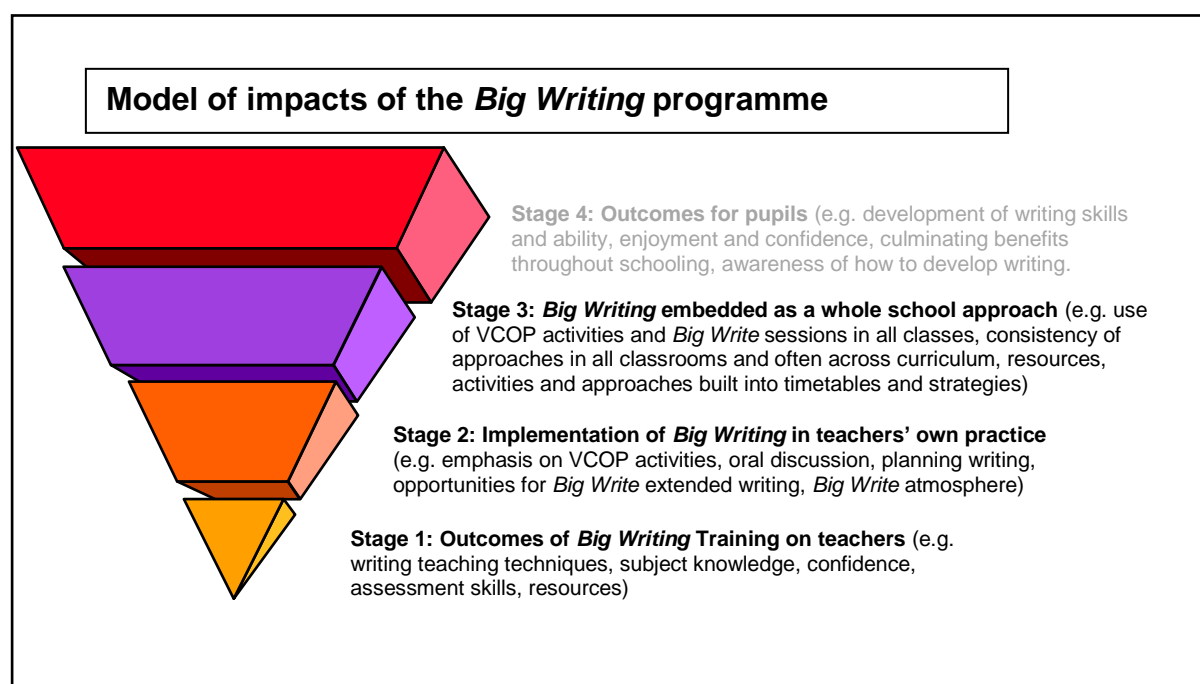 Model of impacts of the Big Writing programme
Stage 4: Outcomes for pupils (e.g. development of writing skills
and ability, enjoyment and confidence, culminating benefits
throughout schooling, awareness of how to develop writing.
Stage 3: Big Writing embedded as a whole school approach (e.g. use
of VCOP activities and Big Write sessions in all classes, consistency of
approaches in all classrooms and often across curriculum, resources,
activities and approaches built into timetables and strategies)
Stage 2: Implementation of Big Writing in teachers’ own practice
(e.g. emphasis on VCOP activities, oral discussion, planning writing,
opportunities for Big Write extended writing, Big Write atmosphere)
Stage 1: Outcomes of Big Writing Training on teachers (e.g.
writing teaching techniques, subject knowledge, confidence,
assessment skills, resources)